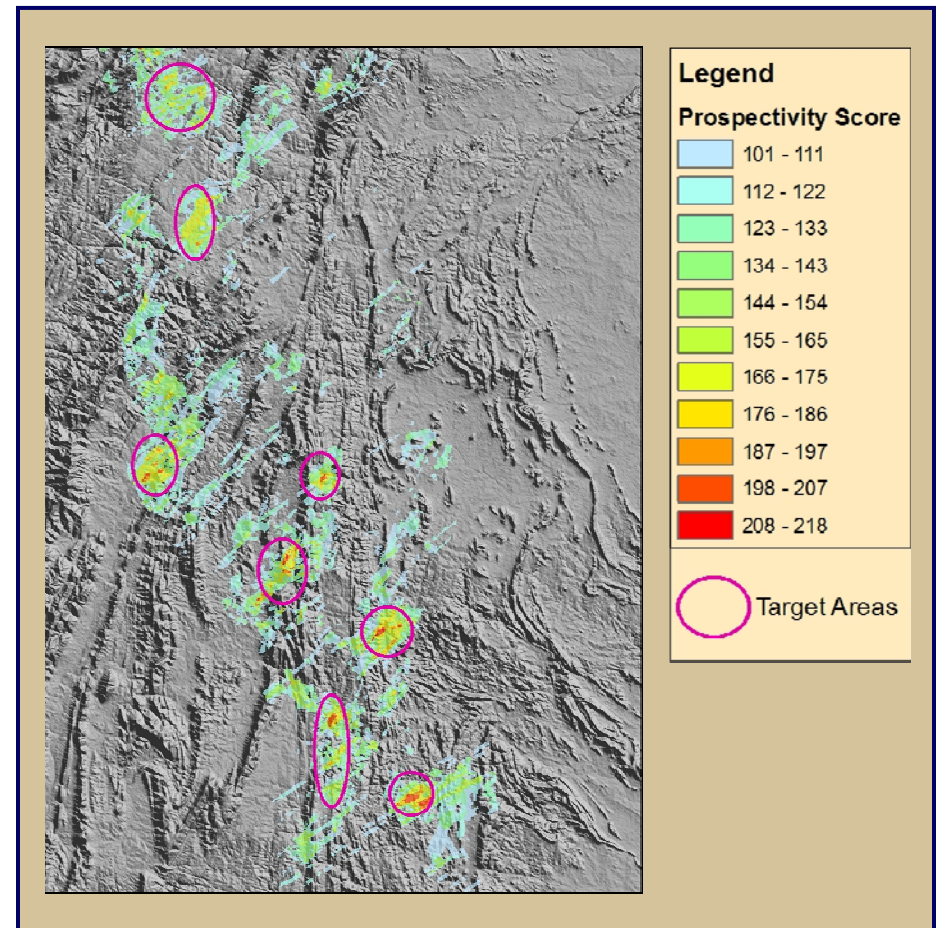 Legend
Prospectivity Score
101 - 111
112 - 122
123 - 133
134 - 143
144 - 154
155 - 165
166 - 175
176 - 186
187 - 197
198 - 207
208 - 218
Target Areas